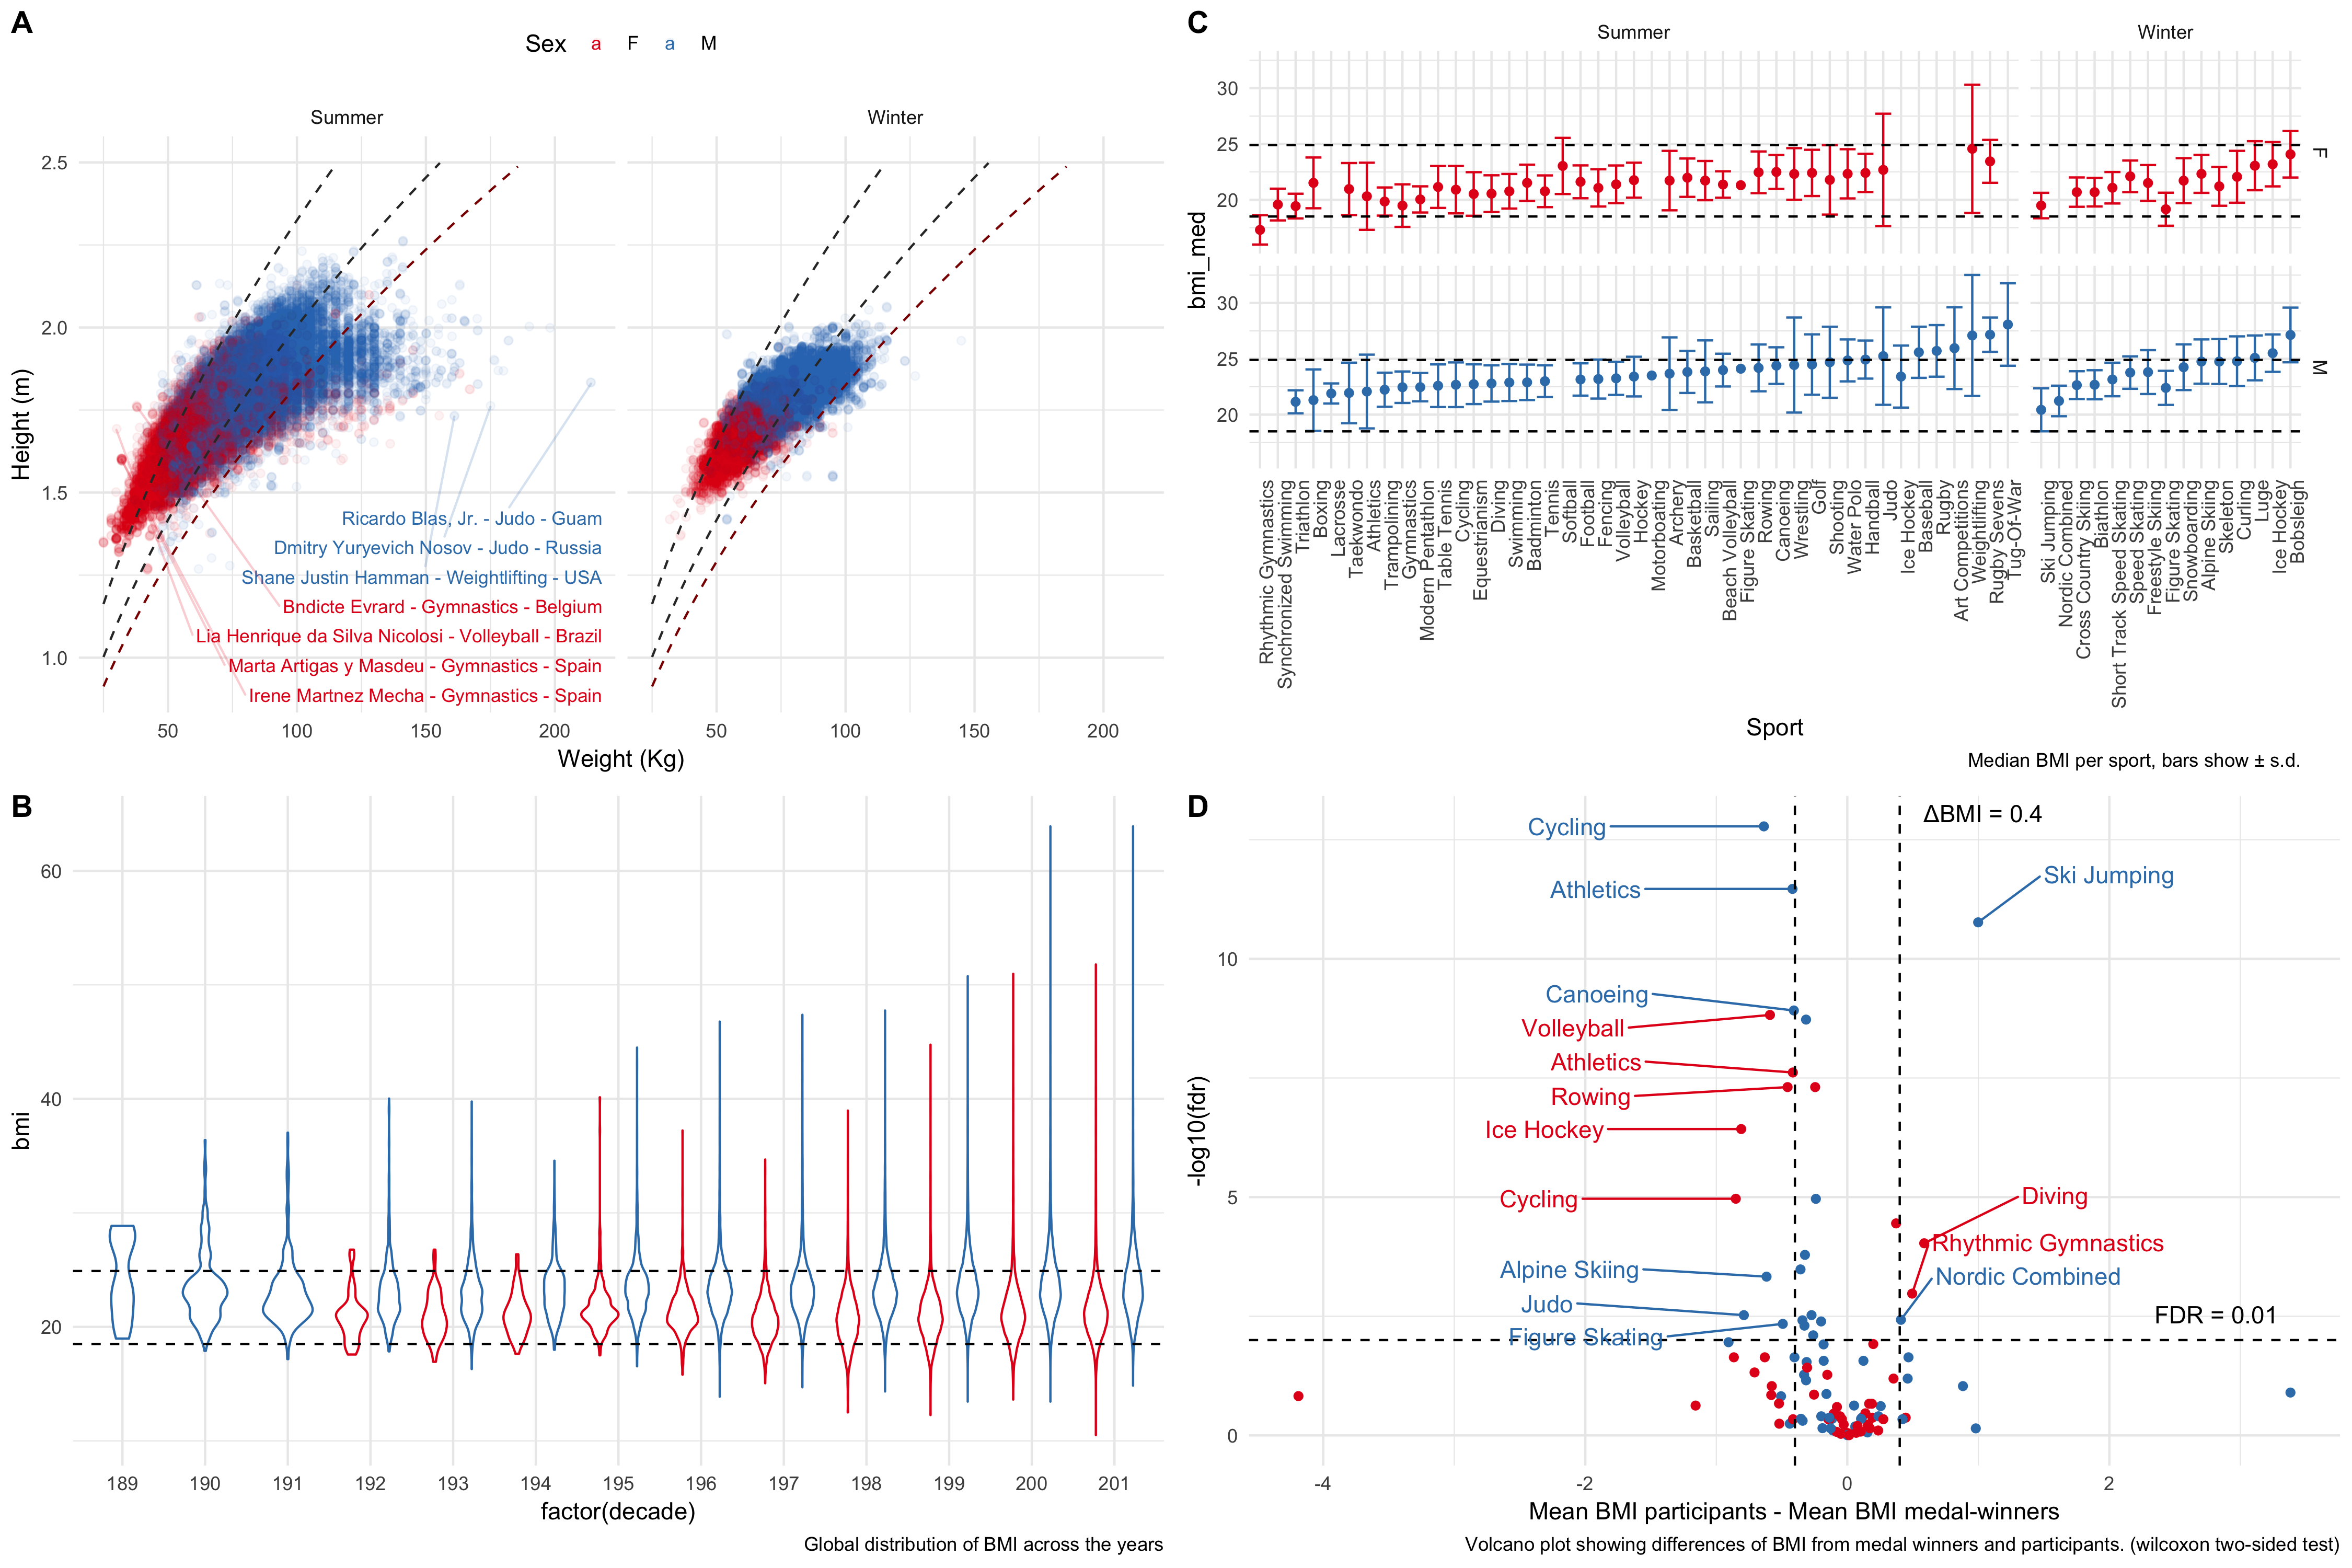 A
Sex a F a M
Summer Winter
2.5
2.0
1.5
1.0
Height (m)
Ricardo Blas, Jr. - Judo - Guam
Dmitry Yuryevich Nosov - Judo - Russia
Shane Justin Hamman - Weightlifting - USA
Bndicte Evrard - Gymnastics - Belgium
Lia Henrique da Silva Nicolosi - Volleyball - Brazil
Marta Artigas y Masdeu - Gymnastics - Spain
Irene Martnez Mecha - Gymnastics - Spain
50 100 150 200 50 100 150 200
Weight (Kg)
B
60
40
20
bmi
189 190 191 192 193 194 195 196 197 198 199 200 201
factor(decade)
Global distribution of BMI across the years
C
Summer Winter
30
25
20
F
bmi_med
30
25
20
M
Rhythmic Gymnastics
Synchronized Swimming
Triathlon
Boxing
Lacrosse
Taekwondo
Athletics
Trampolining
Gymnastics
Modern Pentathlon
Table Tennis
Cycling
Equestrianism
Diving
Swimming
Badminton
Tennis
Softball
Football
Fencing
Volleyball
Hockey
Motorboating
Archery
Basketball
Sailing
Beach Volleyball
Figure Skating
Rowing
Canoeing
Wrestling
Golf
Shooting
Water Polo
Handball
Judo
Ice Hockey
Baseball
Rugby
Art Competitions
Weightlifting
Rugby Sevens
Tug-Of-War
Ski Jumping
Nordic Combined
Cross Country Skiing
Biathlon
Short Track Speed Skating
Speed Skating
Freestyle Skiing
Figure Skating
Snowboarding
Alpine Skiing
Skeleton
Curling
Luge
Ice Hockey
Bobsleigh
Sport
Median BMI per sport, bars show ± s.d.
D
ΔBMI = 0.4
Cycling
Ski Jumping
Athletics
10
Canoeing
Volleyball
Athletics
Rowing
Ice Hockey
-log10(fdr)
5
Cycling
Diving
Rhythmic Gymnastics
Alpine Skiing
Nordic Combined
Judo
FDR = 0.01
Figure Skating
0
-4 -2 0 2
Mean BMI participants - Mean BMI medal-winners
Volcano plot showing differences of BMI from medal winners and participants. (wilcoxon two-sided test)